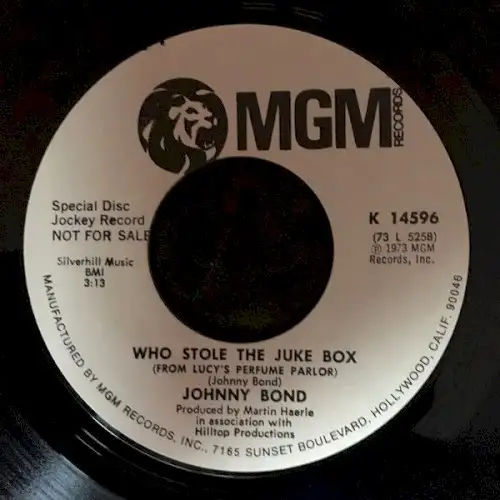 MGM
RECORDS
Special Disc
Jockey Record
NOT FOR SALE
K 14596
(73 L 5258)
℗ 1973 MGM
Records, Inc.
Silverhill Music
BMI
3:13
WHO STOLE THE JUKE BOX
(FROM LUCY'S PERFUME PARLOR)
(Johnny Bond)
JOHNNY BOND
Produced by Martin Haerle
in association with
Hilltop Productions
MANUFACTURED BY MGM RECORDS, INC., 7165 SUNSET BOULEVARD, HOLLYWOOD, CALIF. 90046